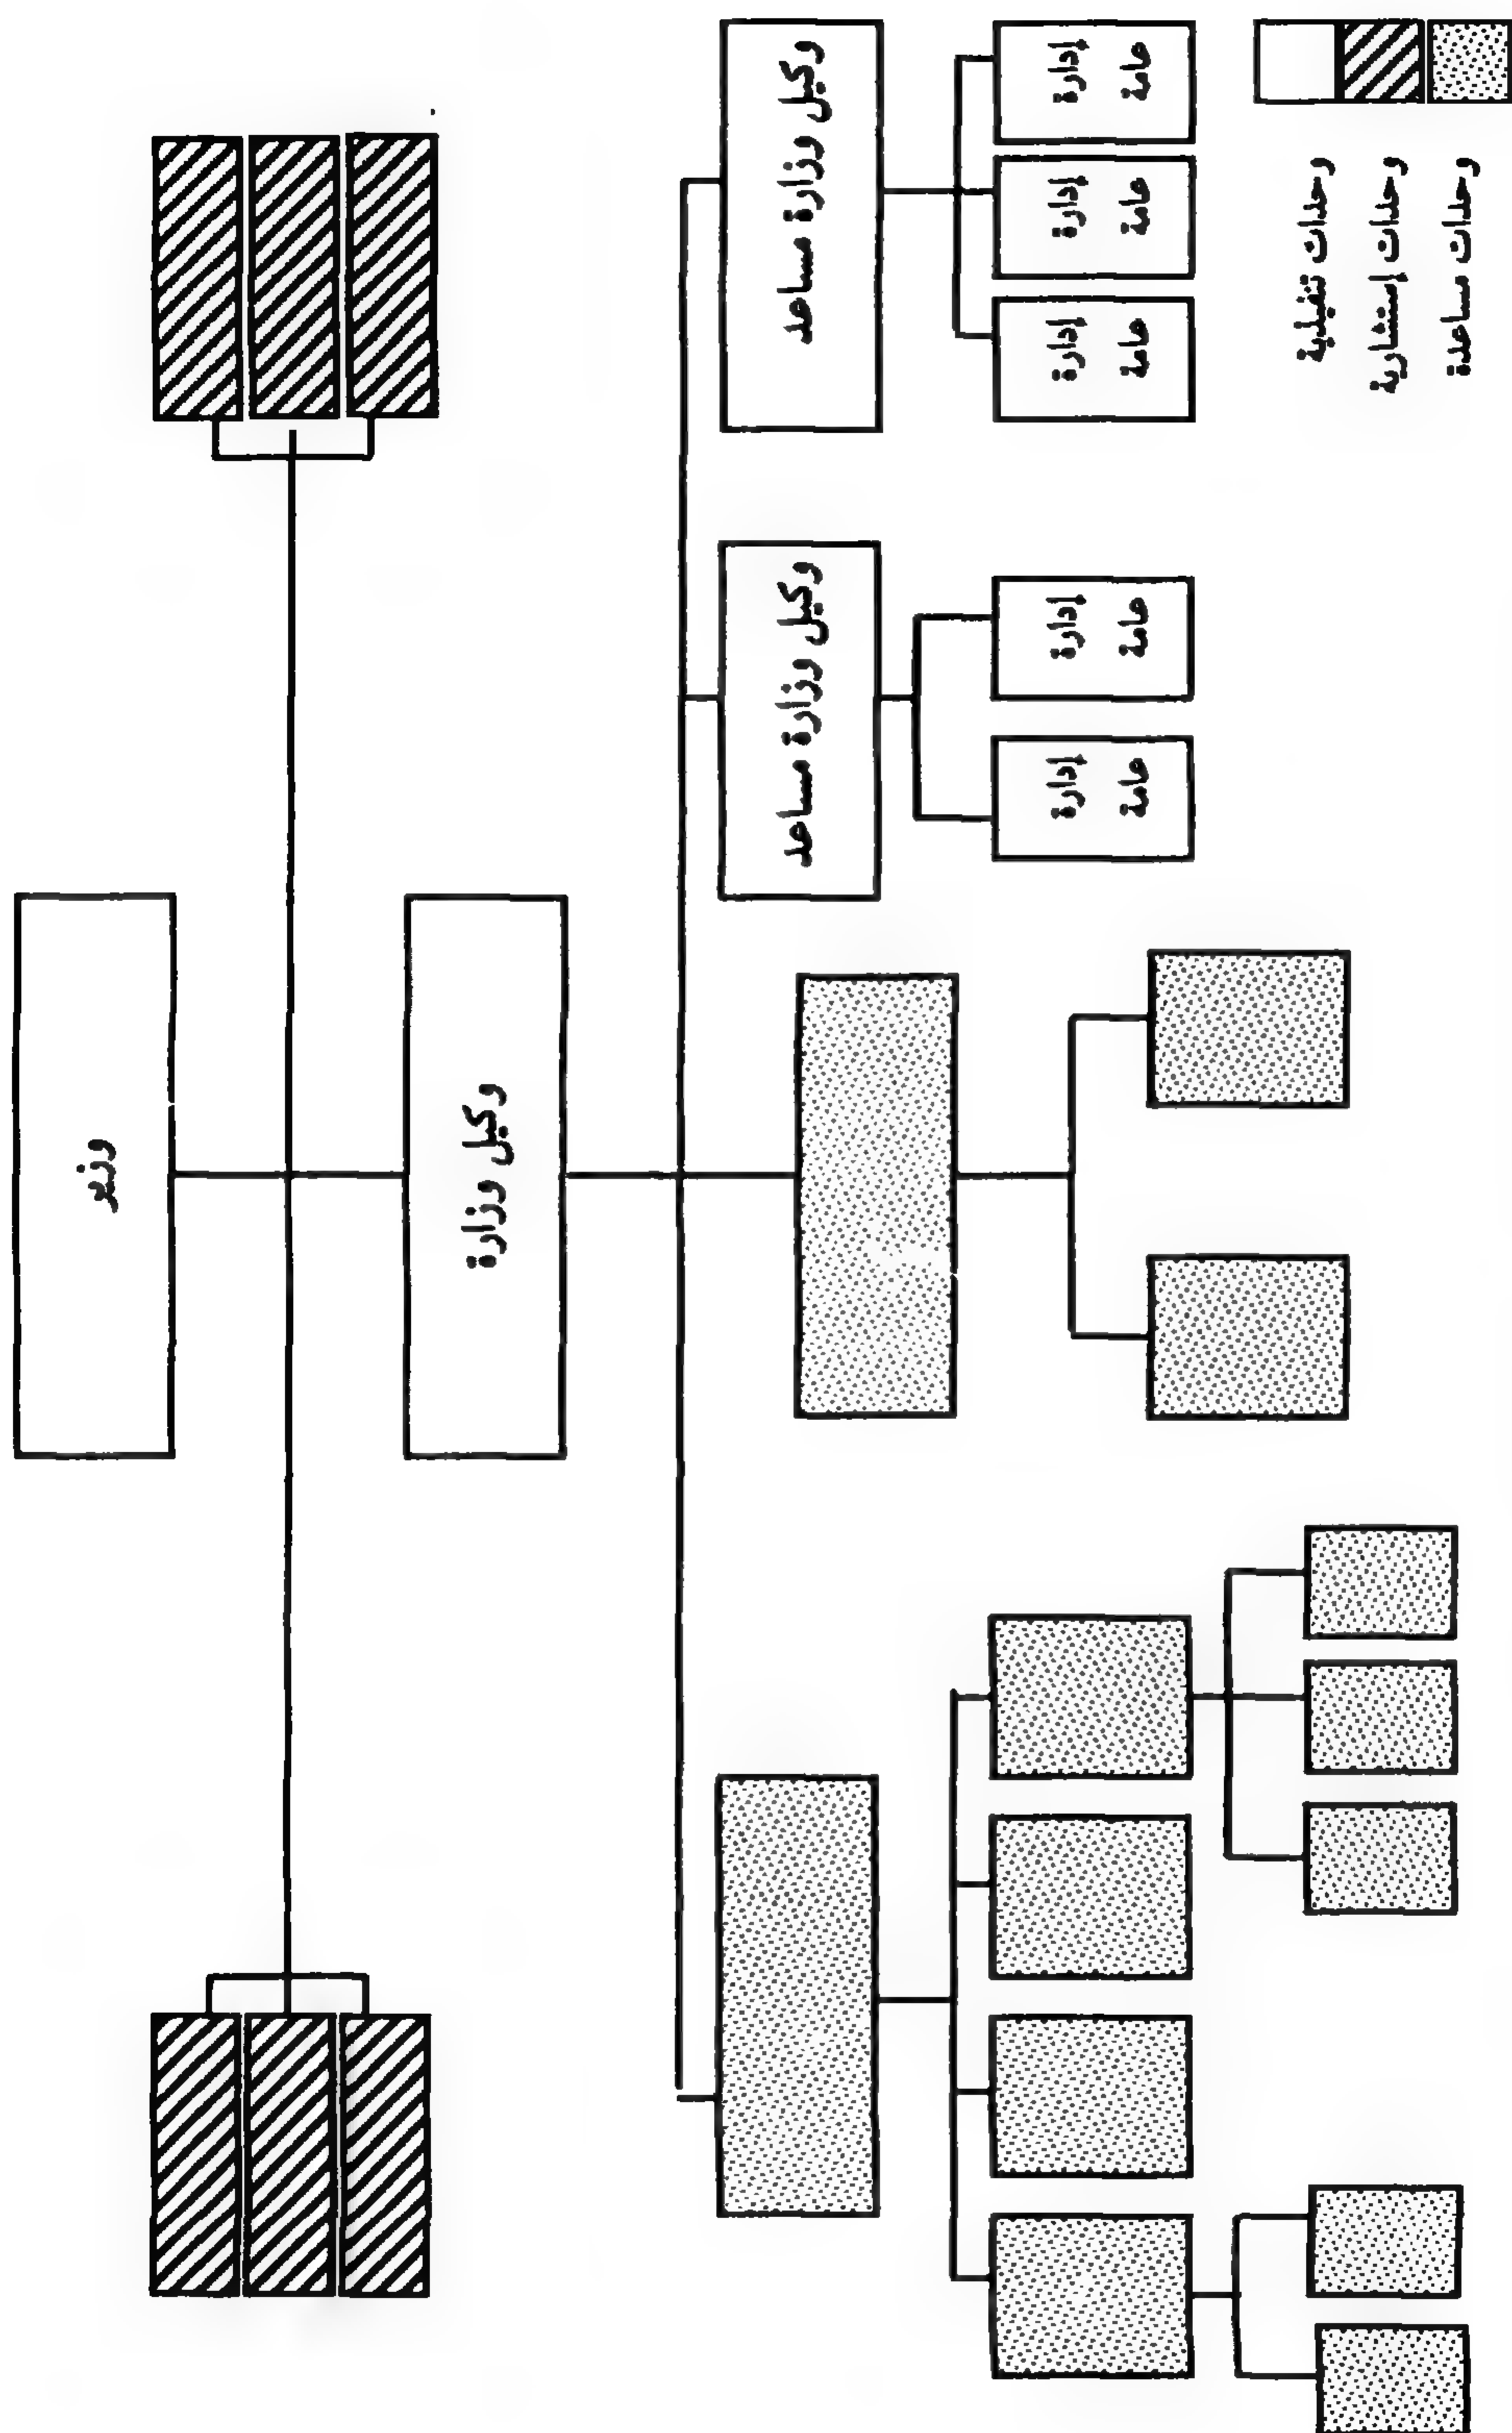 وزير
وكيل وزارة
وكيل وزارة مساعد
وكيل وزارة مساعد
إدارة
عامة
إدارة
عامة
إدارة
عامة
إدارة
عامة
إدارة
عامة
وحدات تنفيذية
وحدات إستشارية
وحدات مساعدة